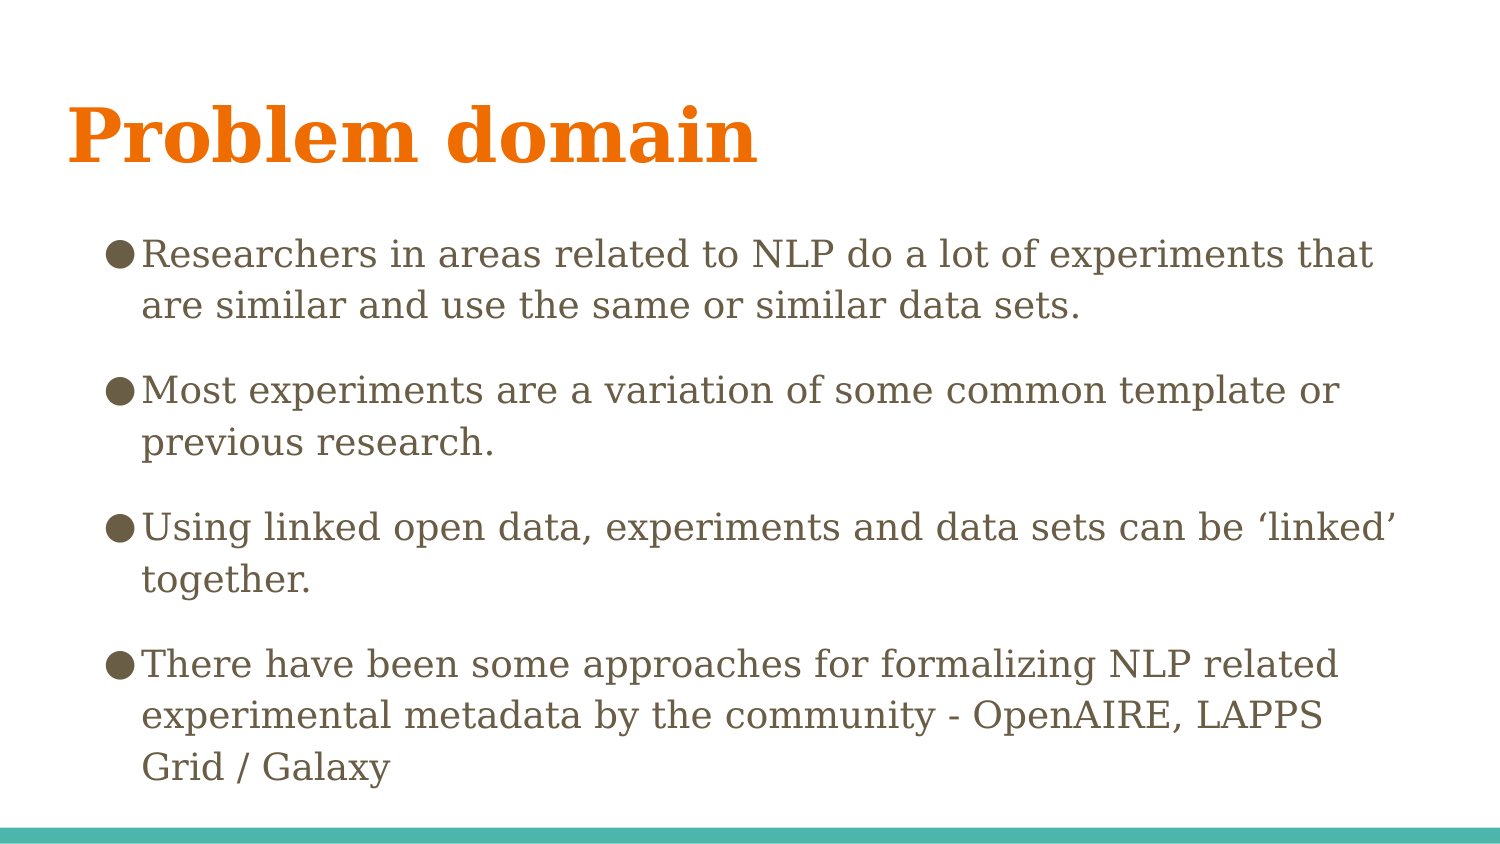 Problem domain
●Researchers in areas related to NLP do a lot of experiments that
are similar and use the same or similar data sets.
●Most experiments are a variation of some common template or
previous research.
●Using linked open data, experiments and data sets can be ‘linked’
together.
●There have been some approaches for formalizing NLP related
experimental metadata by the community - OpenAIRE, LAPPS
Grid / Galaxy